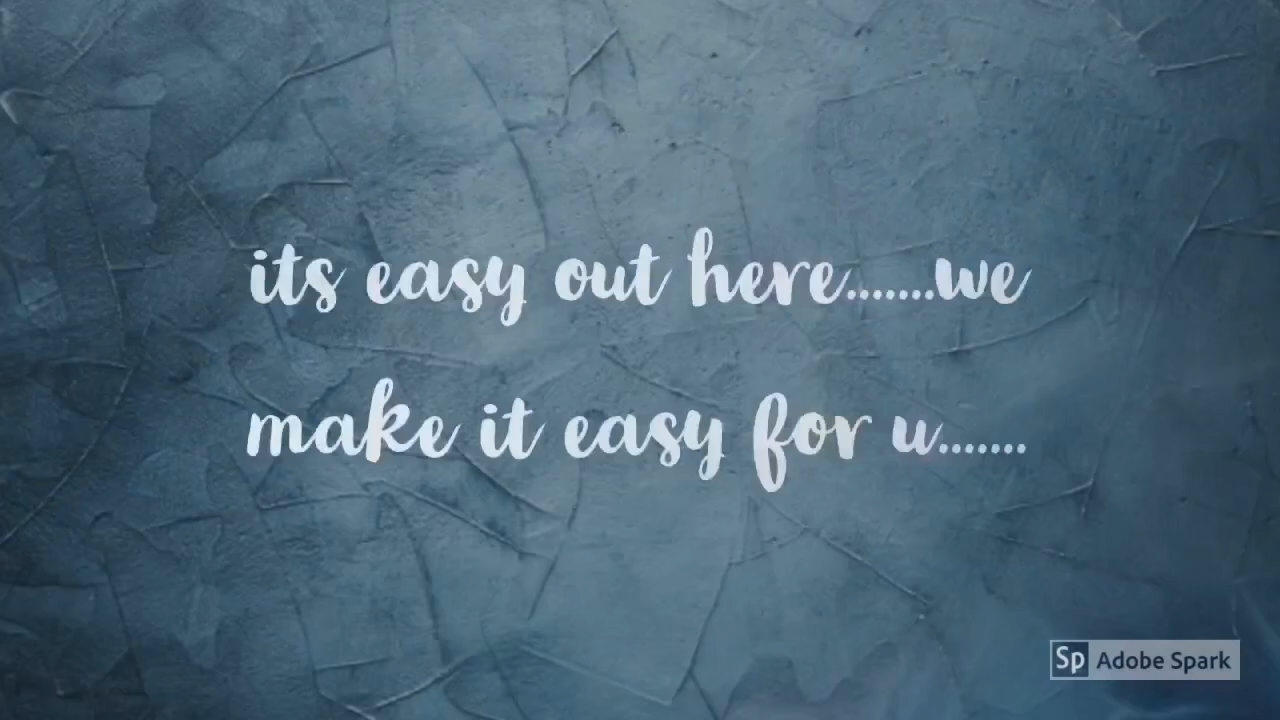 its easy out here.......we
make it easy for u.......
Sp Adobe Spark